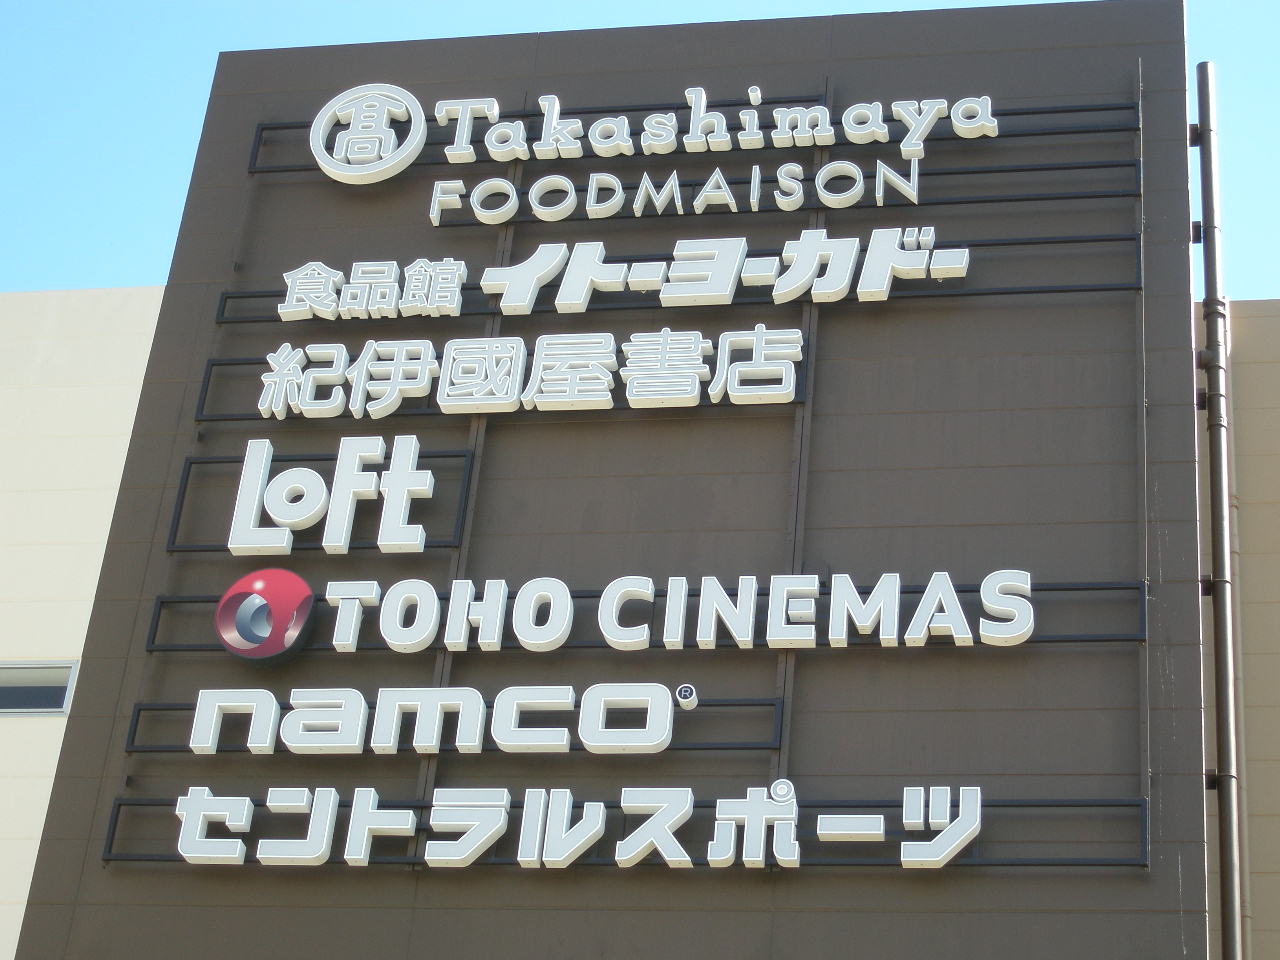 髙 Takashimaya
FOODMAISON
食品館イトーヨーカドー
紀伊國屋書店
LOFT
TOHO CINEMAS
namco®
セントラルスポーツ